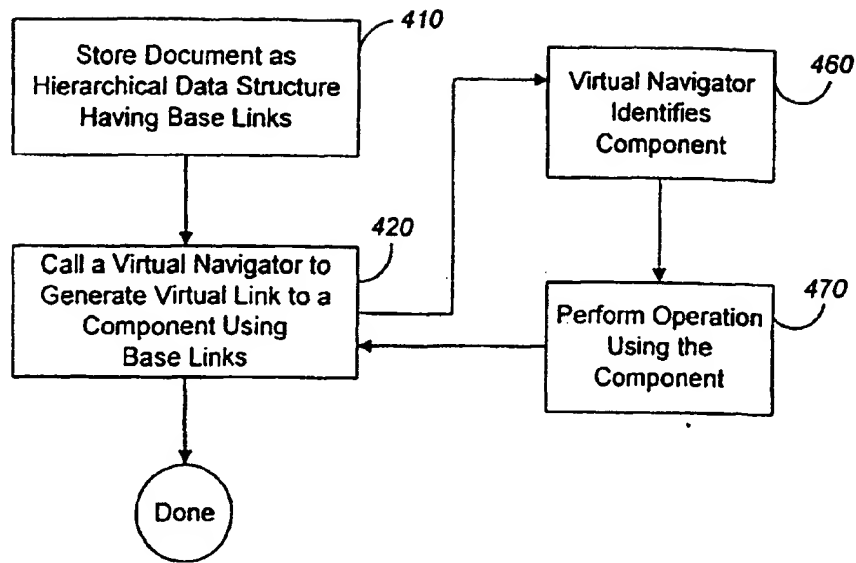 410
Store Document as
Hierarchical Data Structure
Having Base Links
460
Virtual Navigator
Identifies
Component
420
Call a Virtual Navigator to
Generate Virtual Link to a
Component Using
Base Links
470
Perform Operation
Using the
Component
Done